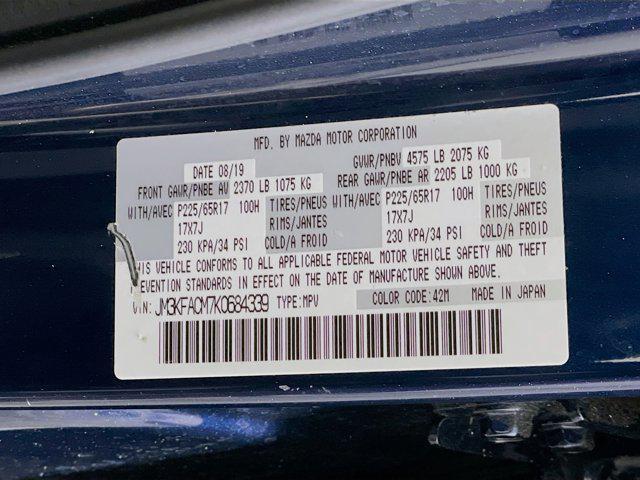 MFD. BY MAZDA MOTOR CORPORATION
DATE 08/19 GVWR/PNBV 4575 LB 2075 KG
FRONT GAWR/PNBE AV 2370 LB 1075 KG REAR GAWR/PNBE AR 2205 LB 1000 KG
WITH/AVEC P225/65R17 100H TIRES/PNEUS WITH/AVEC P225/65R17 100H TIRES/PNEUS
17X7J RIMS/JANTES 17X7J RIMS/JANTES
230 KPA/34 PSI COLD/A FROID 230 KPA/34 PSI COLD/A FROID
IS VEHICLE CONFORMS TO ALL APPLICABLE FEDERAL MOTOR VEHICLE SAFETY AND THEFT
EVENTION STANDARDS IN EFFECT ON THE DATE OF MANUFACTURE SHOWN ABOVE.
VIN: JM3KFACM7K0684339 TYPE: MPV COLOR CODE: 42M MADE IN JAPAN